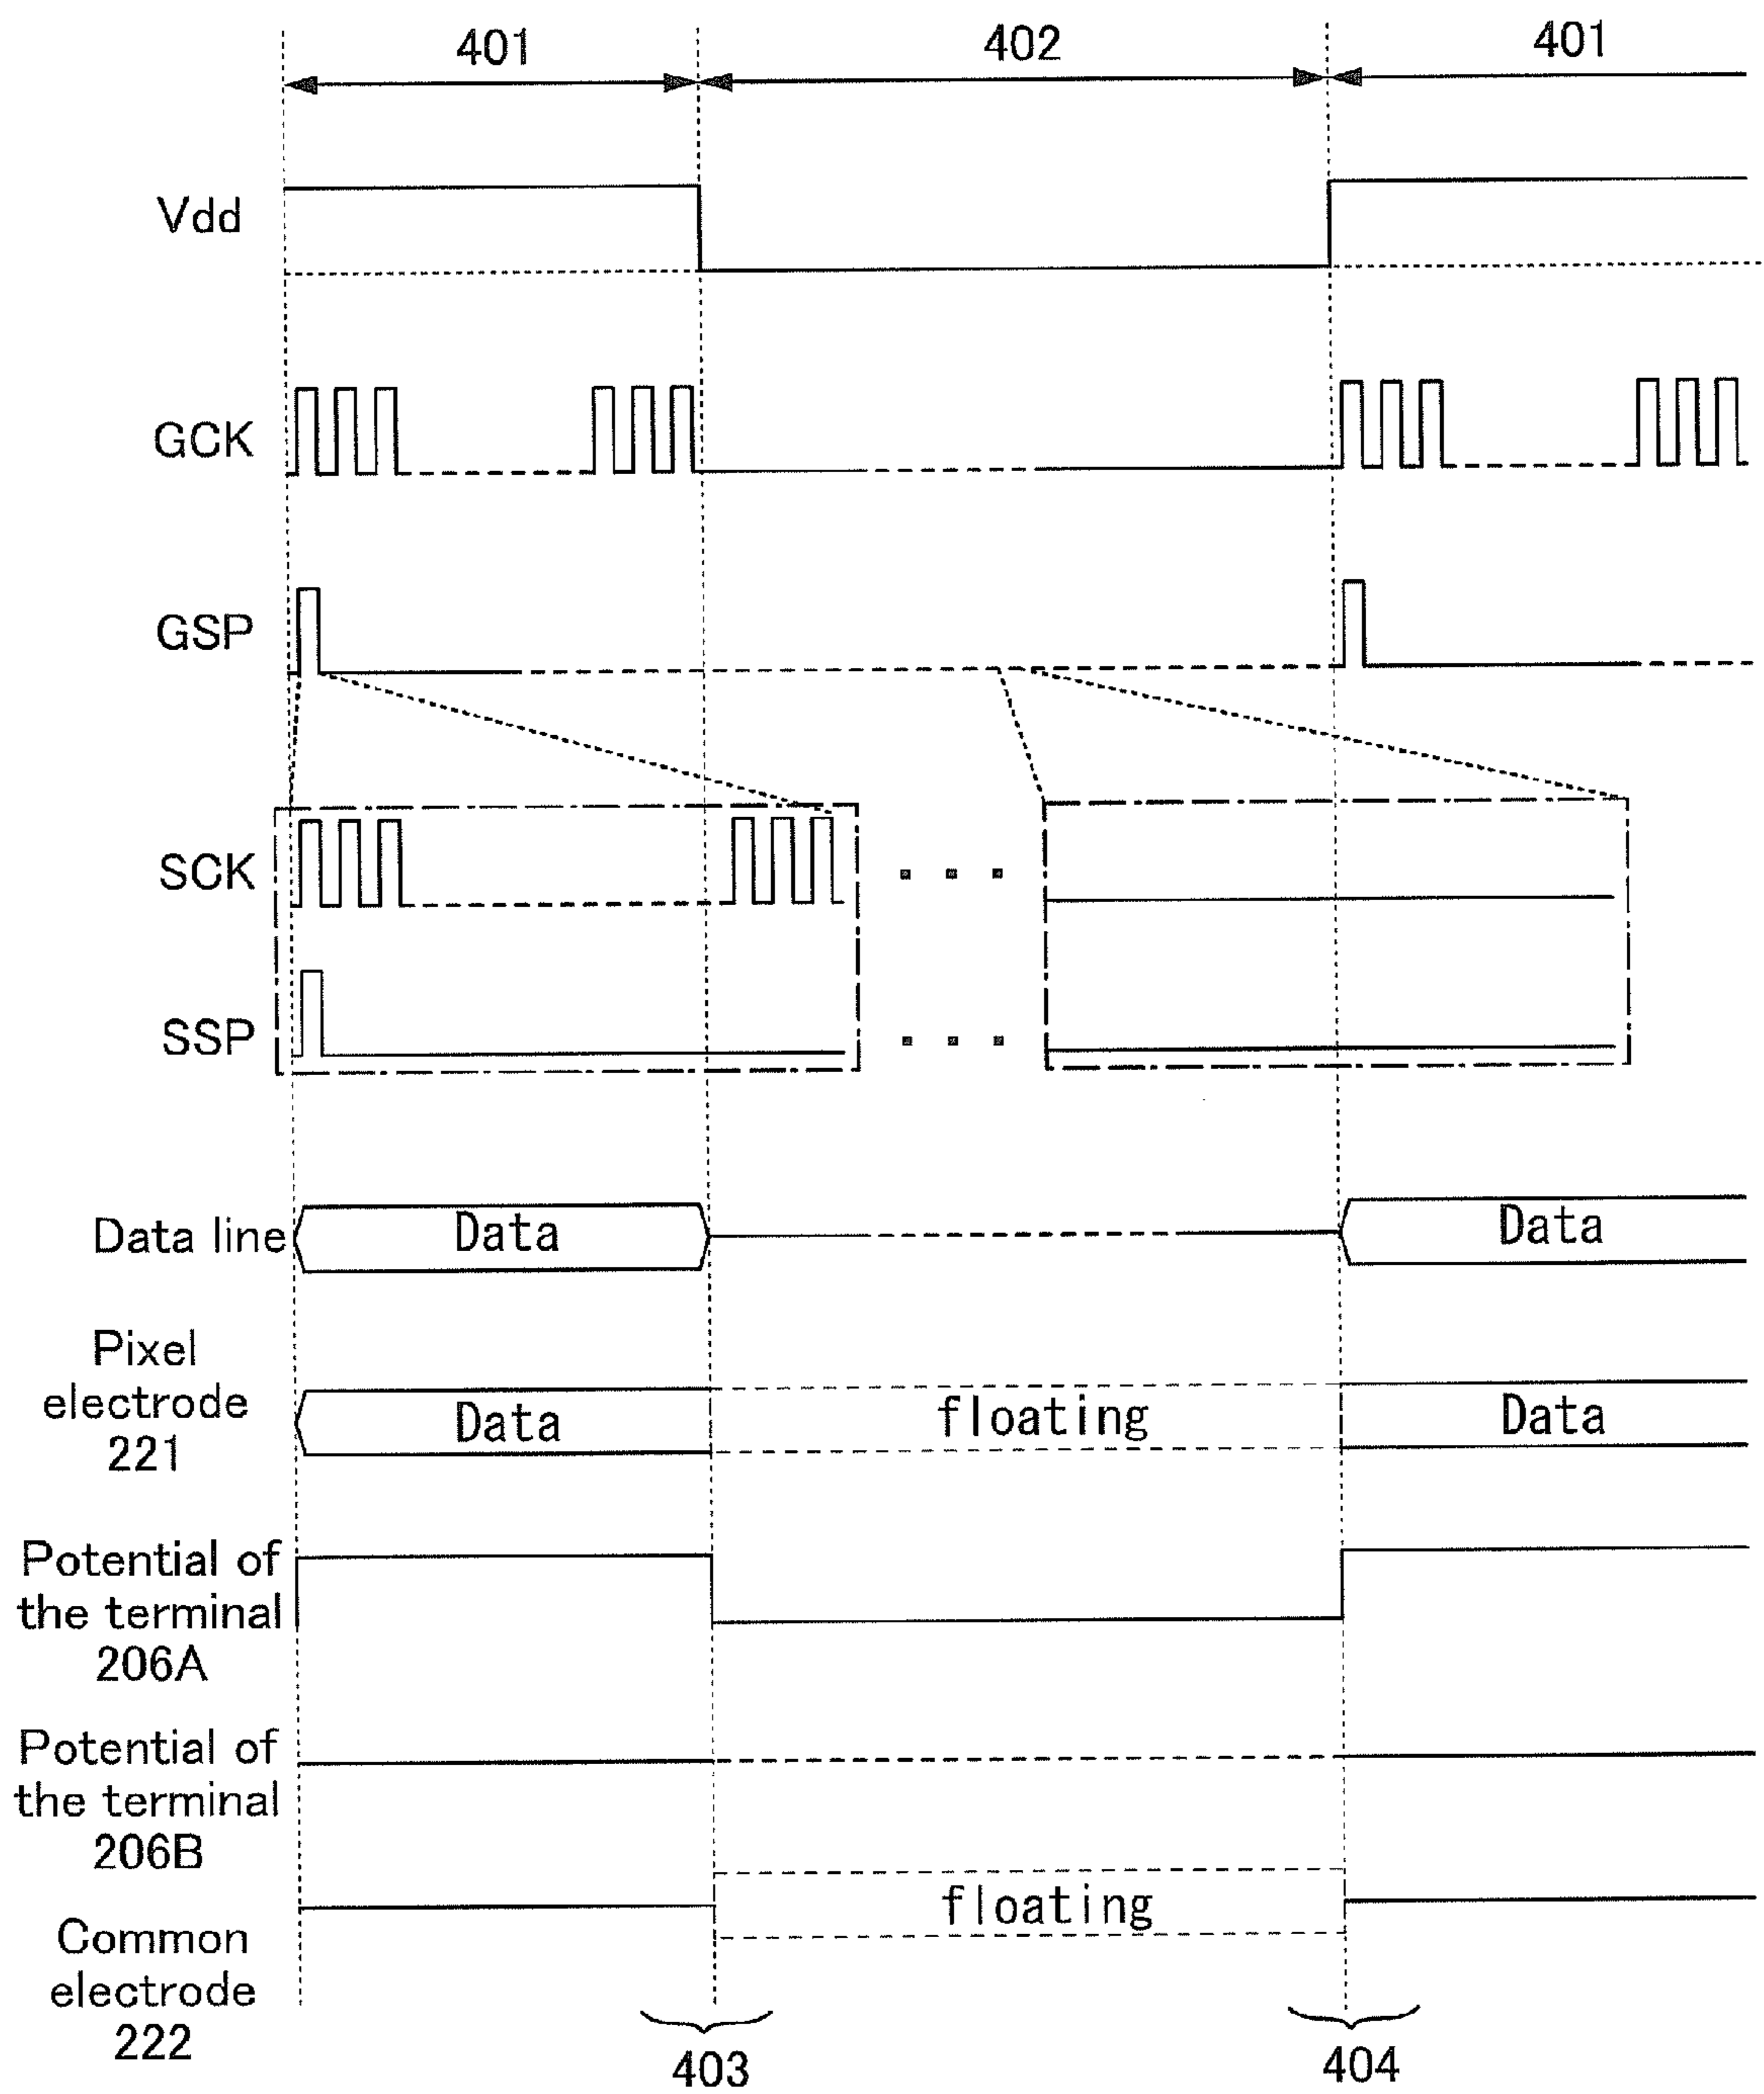 401
402
401
Vdd
GCK
GSP
SCK
SSP
Data line
Data
Data
Pixel
electrode
221
Data
floating
Data
Potential of
the terminal
206A
Potential of
the terminal
206B
floating
Common
electrode
222
403
404